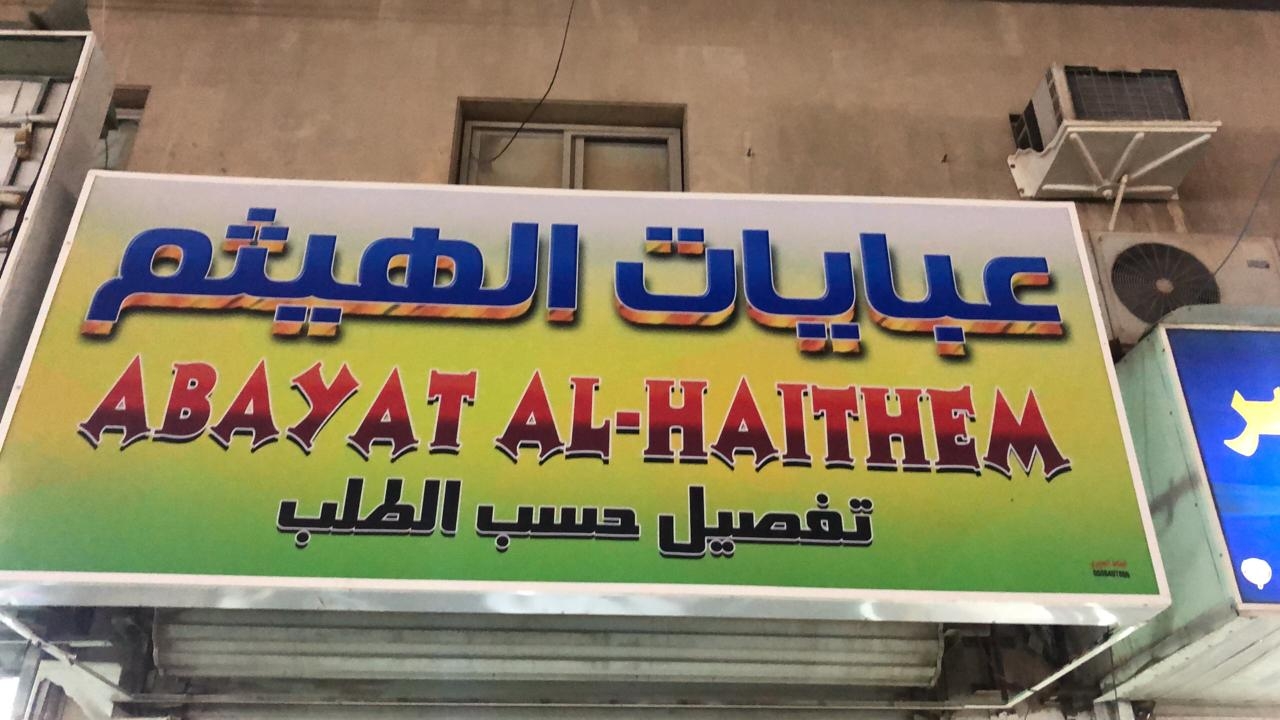 عبايات الهيثم
ABAYAT AL-HAITHEM
تفصيل حسب الطلب